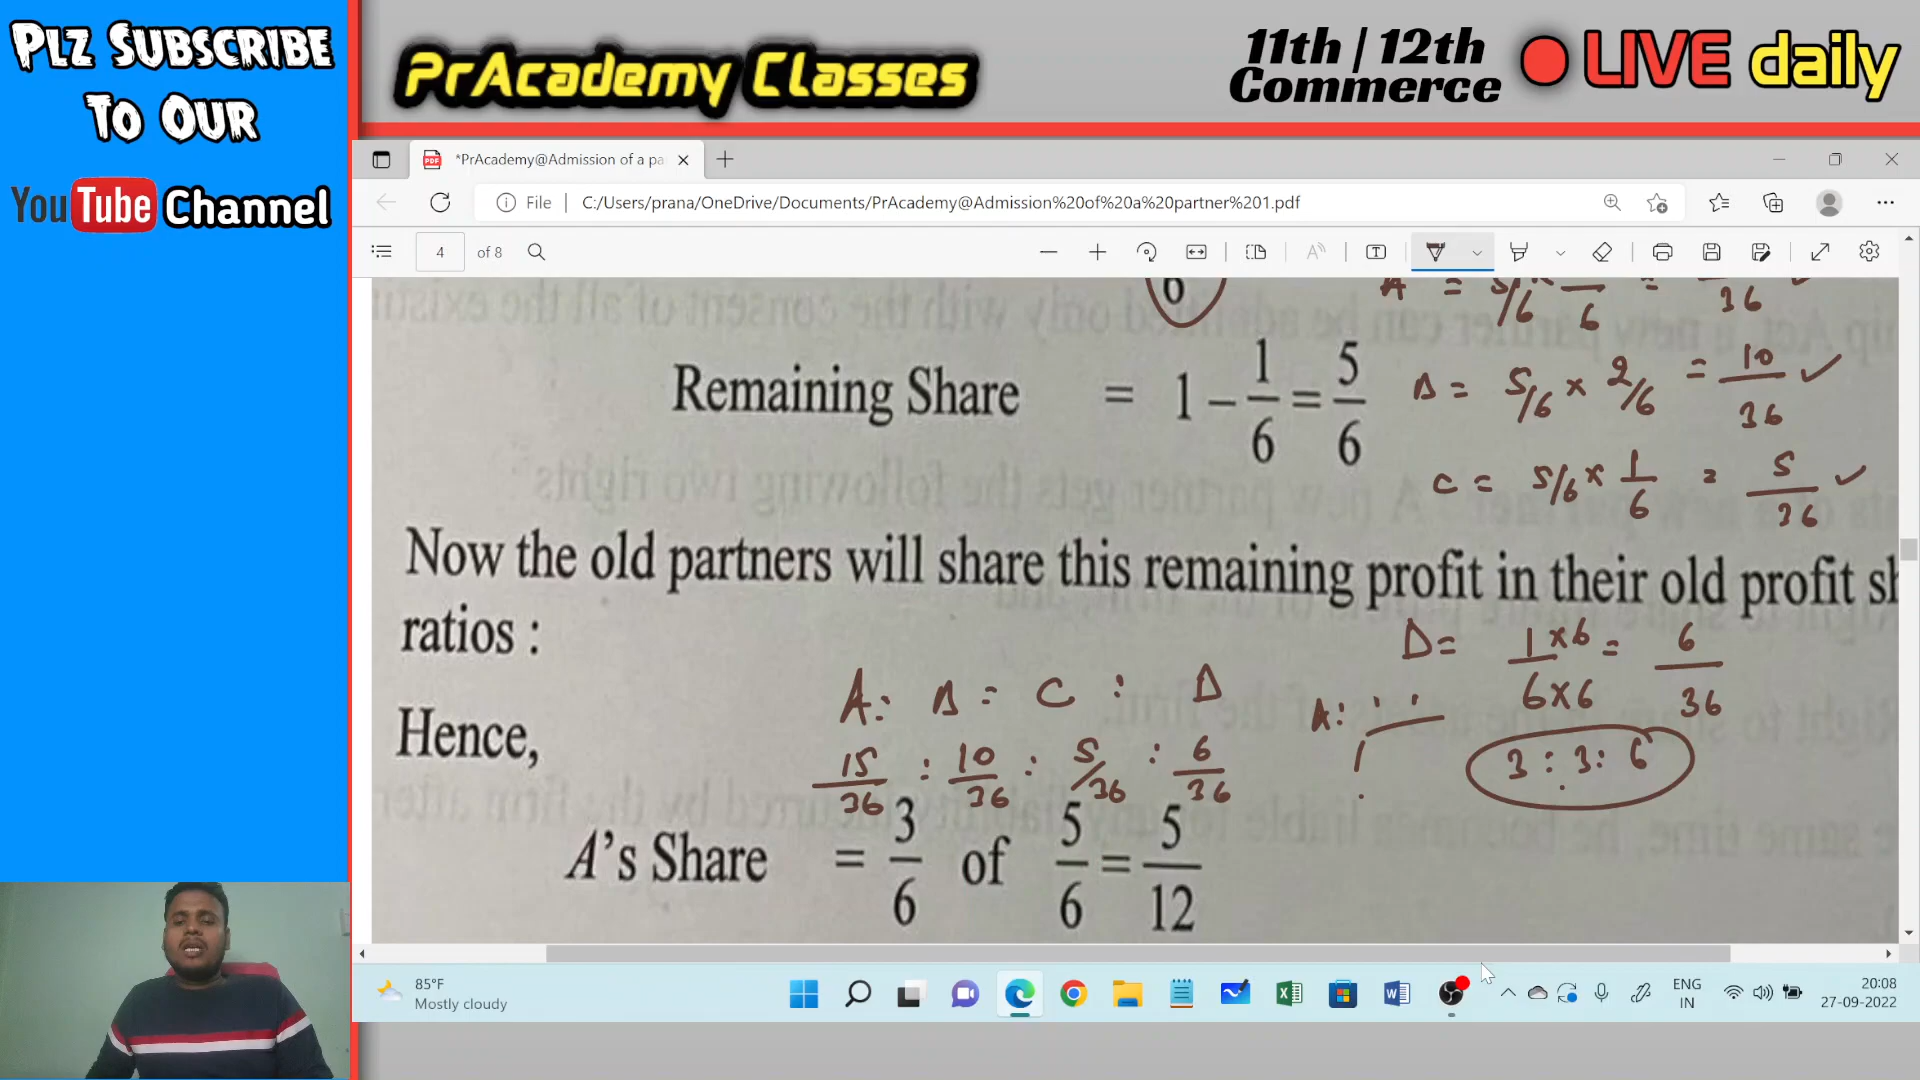 Plz Subscribe
To Our
YouTube Channel
PrAcademy Classes
11th | 12th
Commerce
LIVE daily
*PrAcademy@Admission of a pa
File C:/Users/prana/OneDrive/Documents/PrAcademy@Admission%20of%20a%20partner%201.pdf
4 of 8
6
A = 5/6 × /6 = /36 ✓
Remaining Share = 1 − 1/6 = 5/6
B = 5/6 × 2/6 = 10/36 ✓
C = 5/6 × 1/6 = 5/36 ✓
Now the old partners will share this remaining profit in their old profit sh
ratios :
D = 1×6/6×6 = 6/36
A : B = C : D
Hence,
15/36 : 10/36 : 5/36 : 6/36
A:
3 : 3 : 6
A's Share = 3/6 of 5/6 = 5/12
85°F
Mostly cloudy
ENG
IN
20:08
27-09-2022